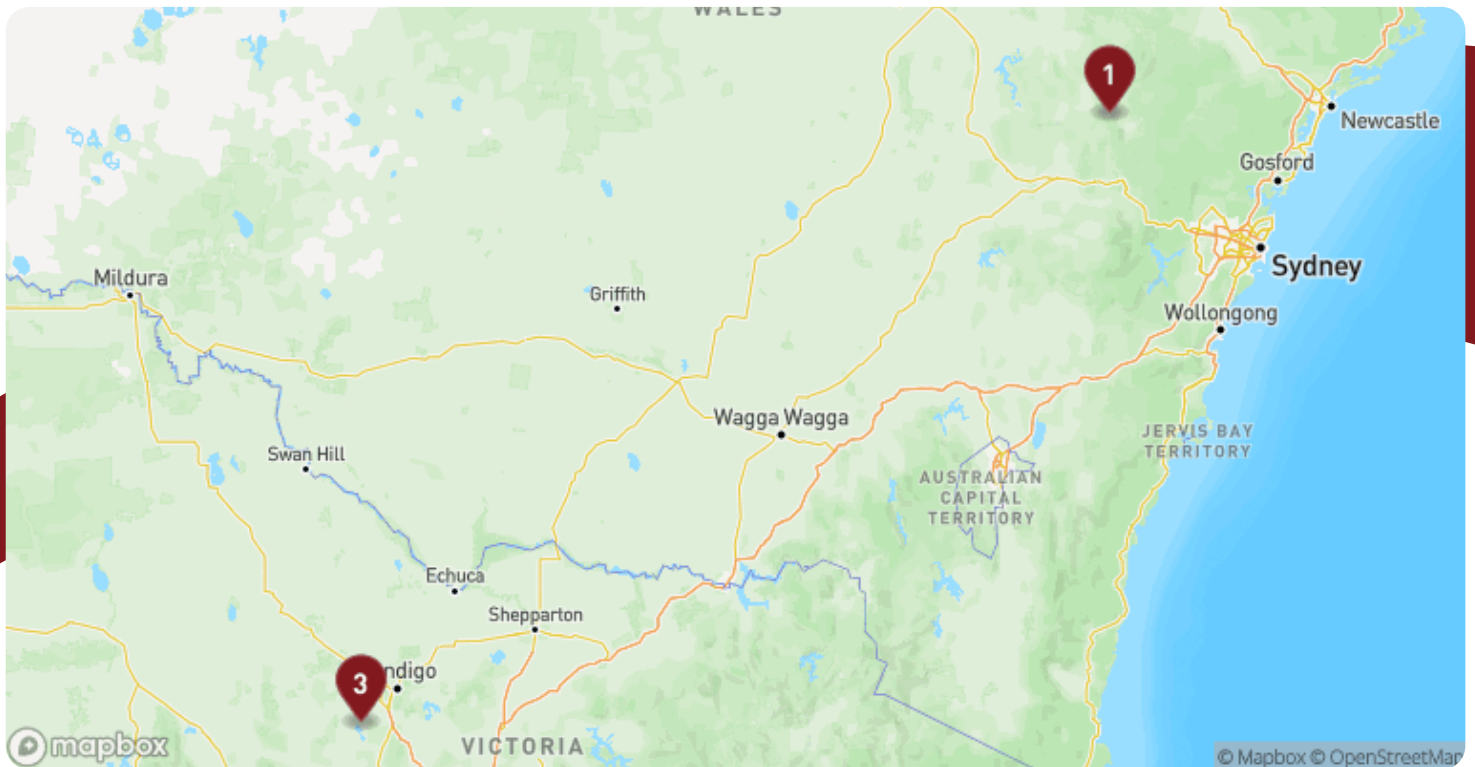 WALES
1
Newcastle
Gosford
Sydney
Mildura
Griffith
Wollongong
Wagga Wagga
JERVIS BAY
TERRITORY
Swan Hill
AUSTRALIAN
CAPITAL
TERRITORY
Echuca
Shepparton
3
ndigo
VICTORIA
mapbox
© Mapbox © OpenStreetMap